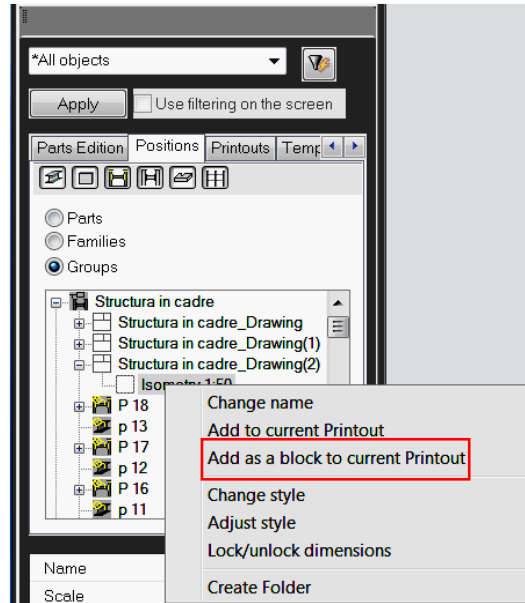 *All objects
Apply
Use filtering on the screen
Parts Edition Positions Printouts Temp
Parts
Families
Groups
Structura in cadre
Structura in cadre_Drawing
Structura in cadre_Drawing(1)
Structura in cadre_Drawing(2)
Isometry 1:50
P 18
p 13
P 17
p 12
P 16
p 11
Change name
Add to current Printout
Add as a block to current Printout
Change style
Adjust style
Lock/unlock dimensions
Create Folder
Name
Scale